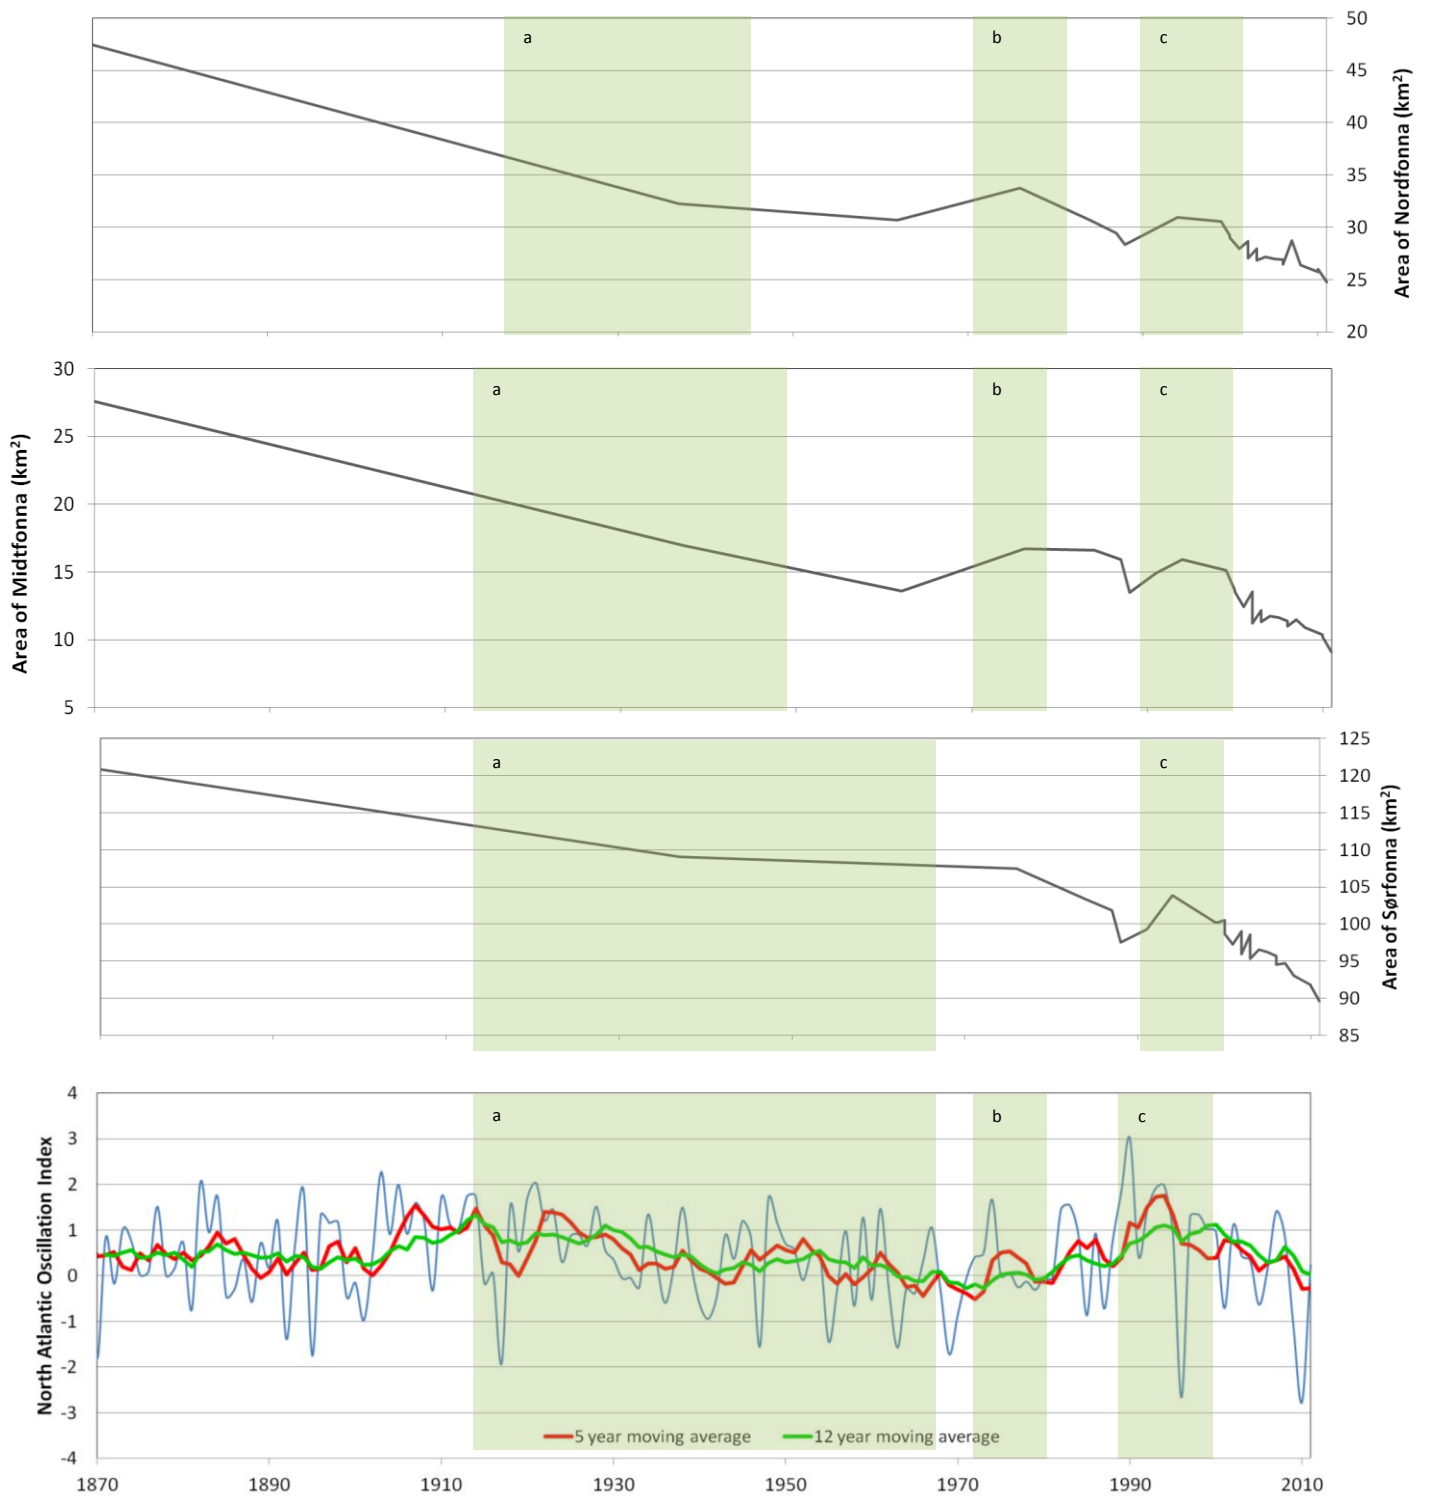 a
b
c
50
45
40
35
30
25
20
Area of Nordfonna (km²)
a
b
c
30
25
20
15
10
5
Area of Midtfonna (km²)
a
c
125
120
115
110
105
100
95
90
85
Area of Sørfonna (km²)
a
b
c
4
3
2
1
0
-1
-2
-3
-4
North Atlantic Oscillation Index
5 year moving average
12 year moving average
1870
1890
1910
1930
1950
1970
1990
2010